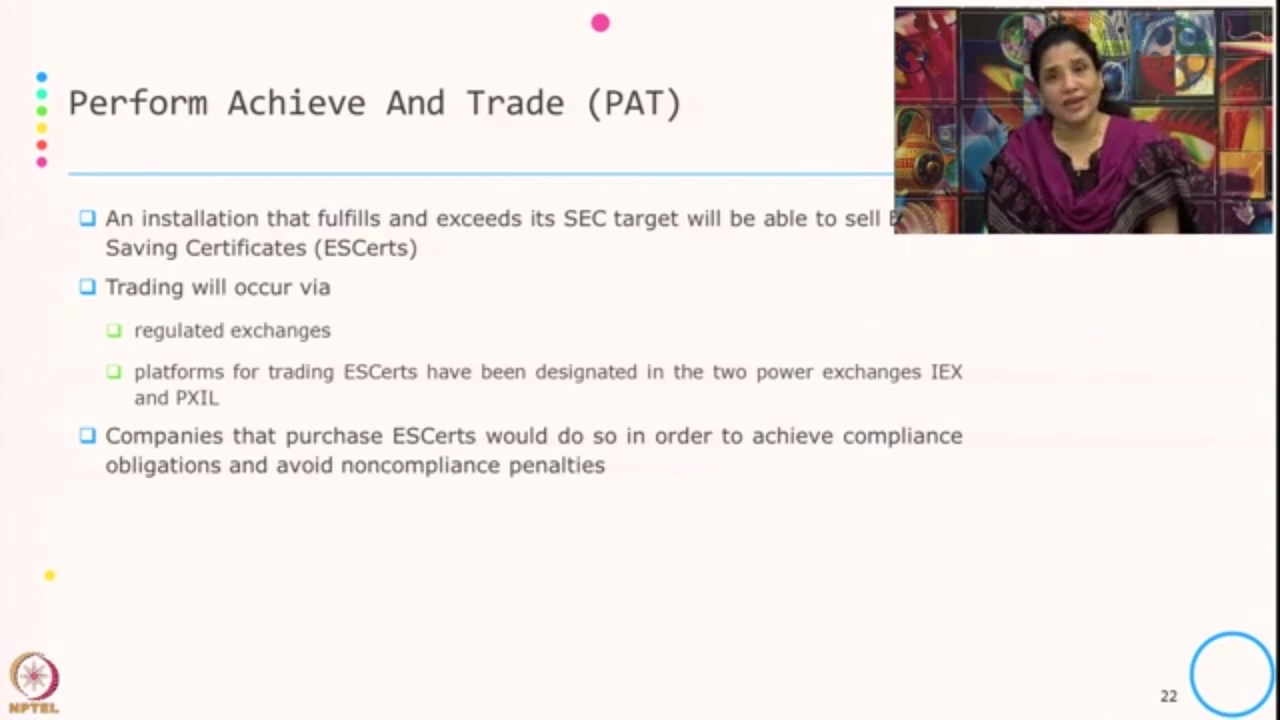 Perform Achieve And Trade (PAT)
An installation that fulfills and exceeds its SEC target will be able to sell
Saving Certificates (ESCerts)
Trading will occur via
regulated exchanges
platforms for trading ESCerts have been designated in the two power exchanges IEX
and PXIL
Companies that purchase ESCerts would do so in order to achieve compliance
obligations and avoid noncompliance penalties
NPTEL
22